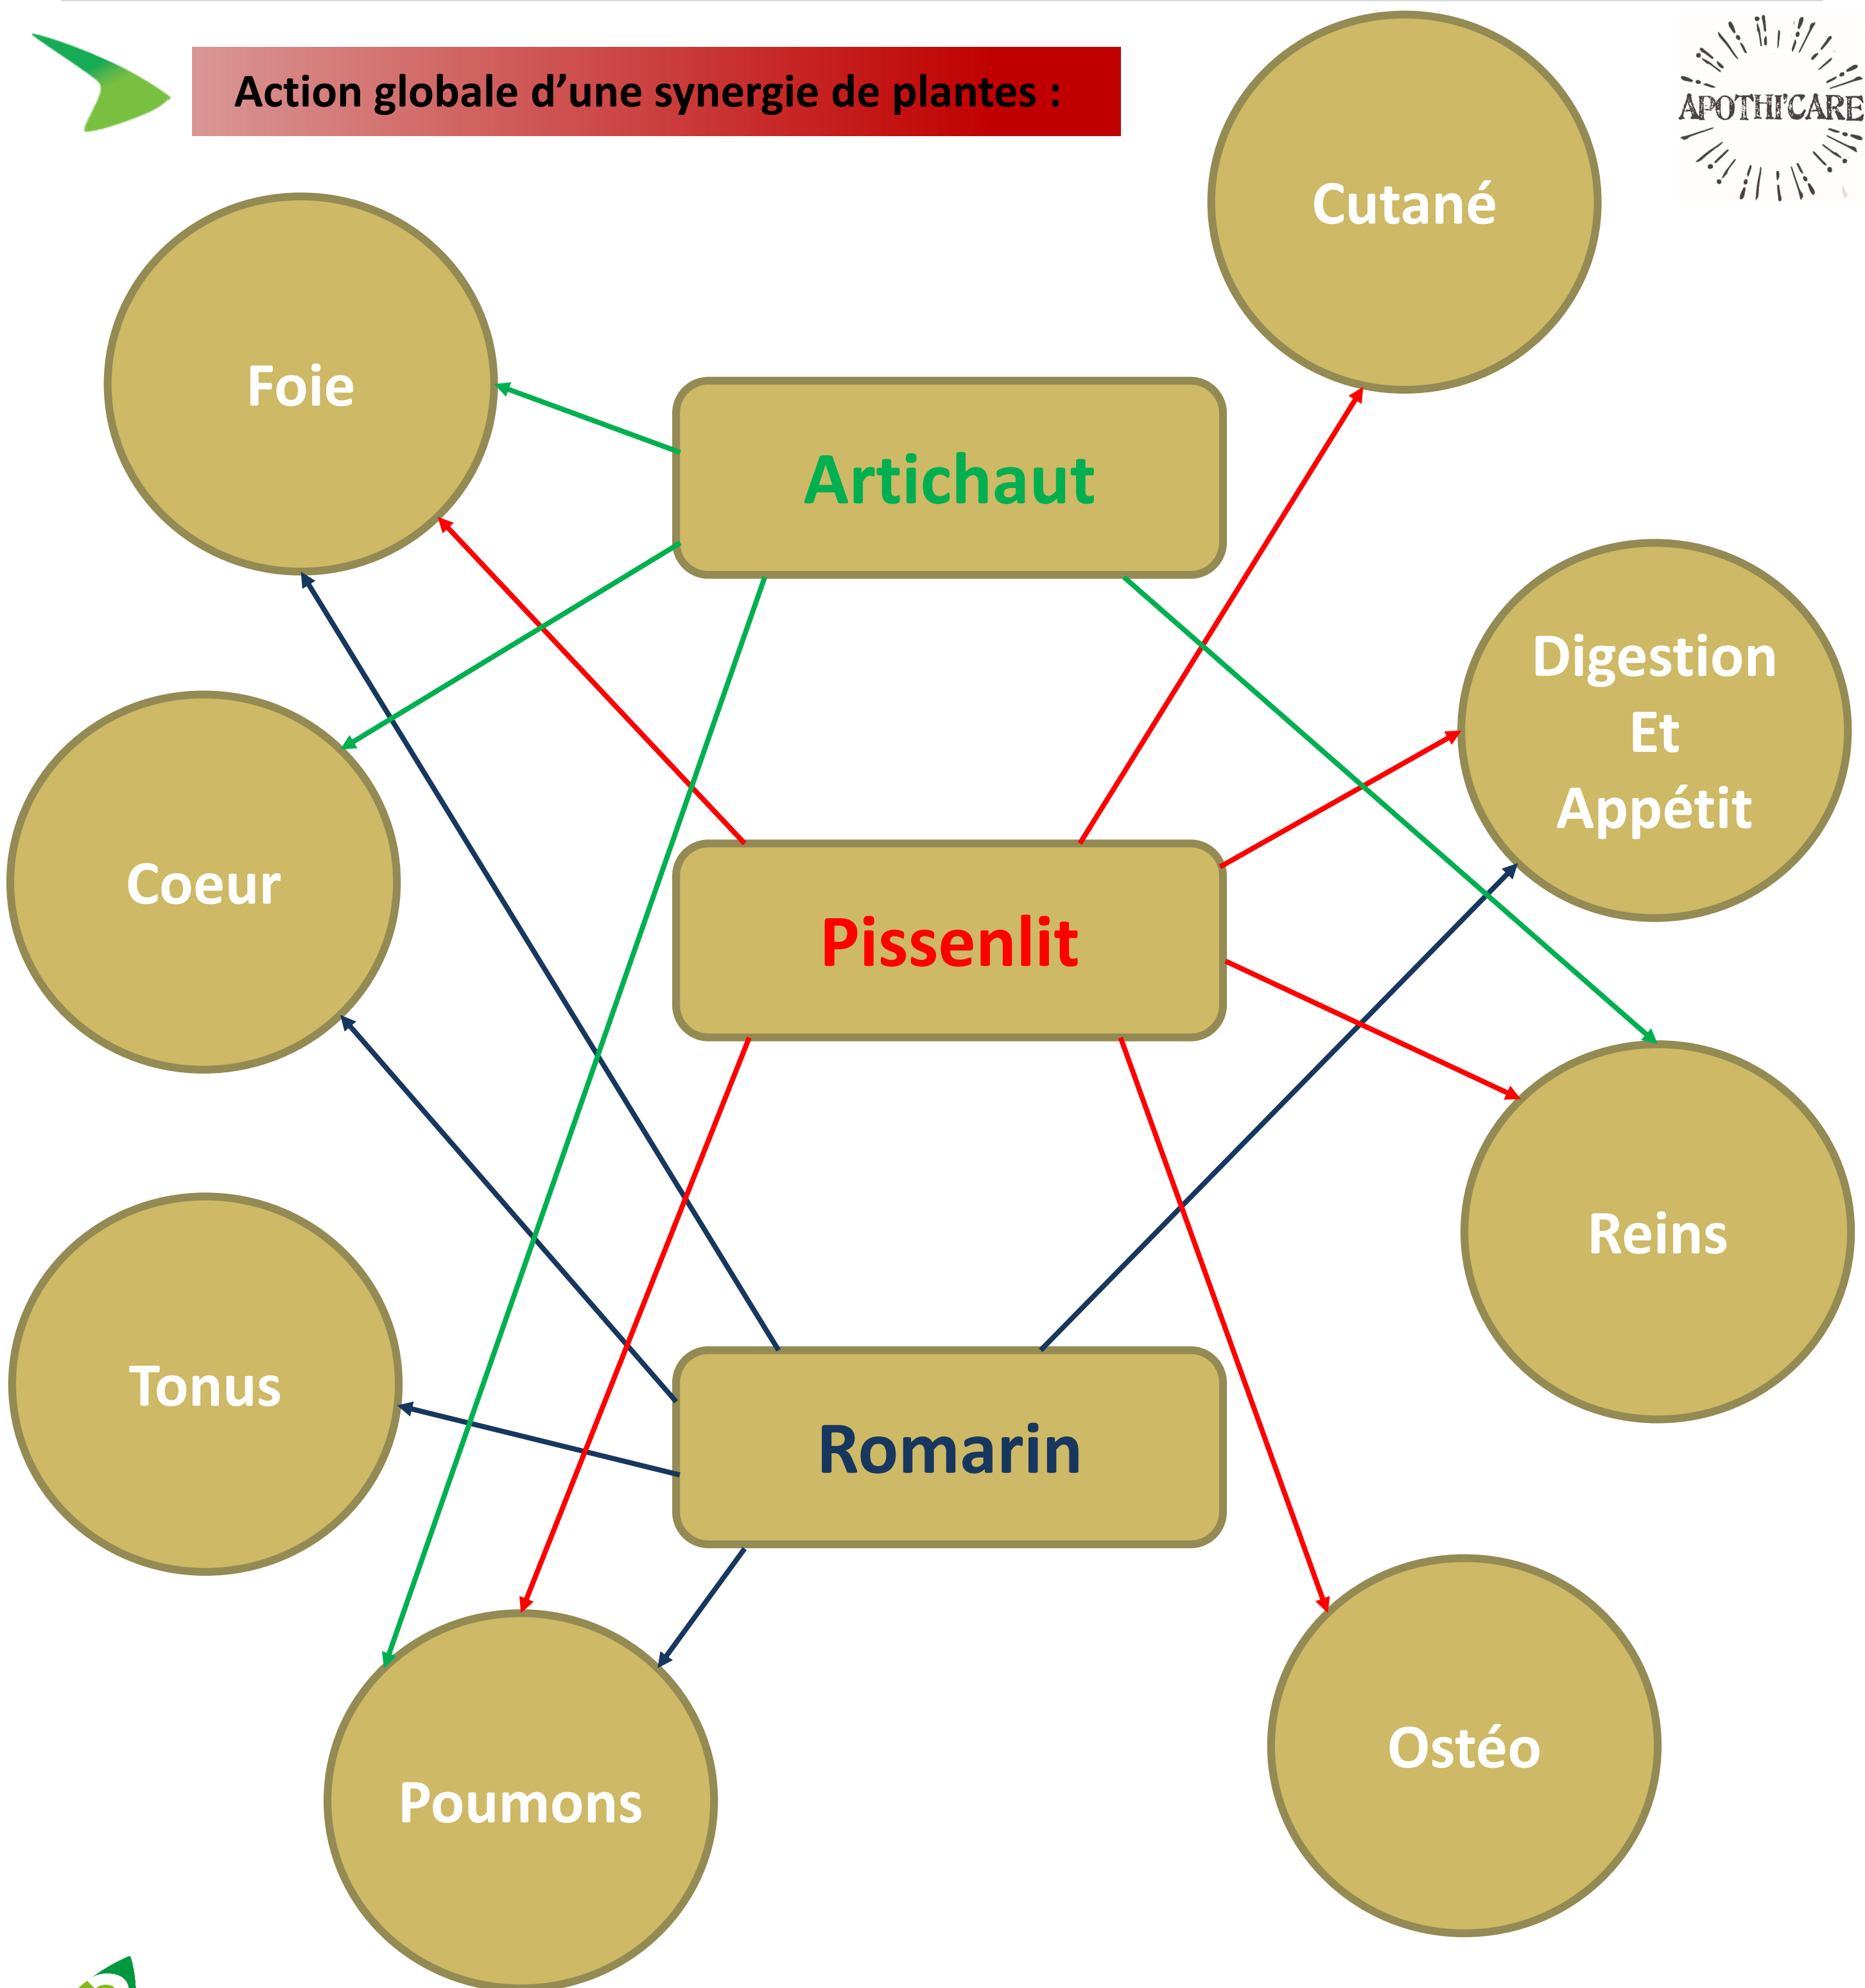 Action globale d’une synergie de plantes :
APOTHI'CARE
Cutané
Foie
Artichaut
Digestion
Et
Appétit
Coeur
Pissenlit
Reins
Tonus
Romarin
Ostéo
Poumons